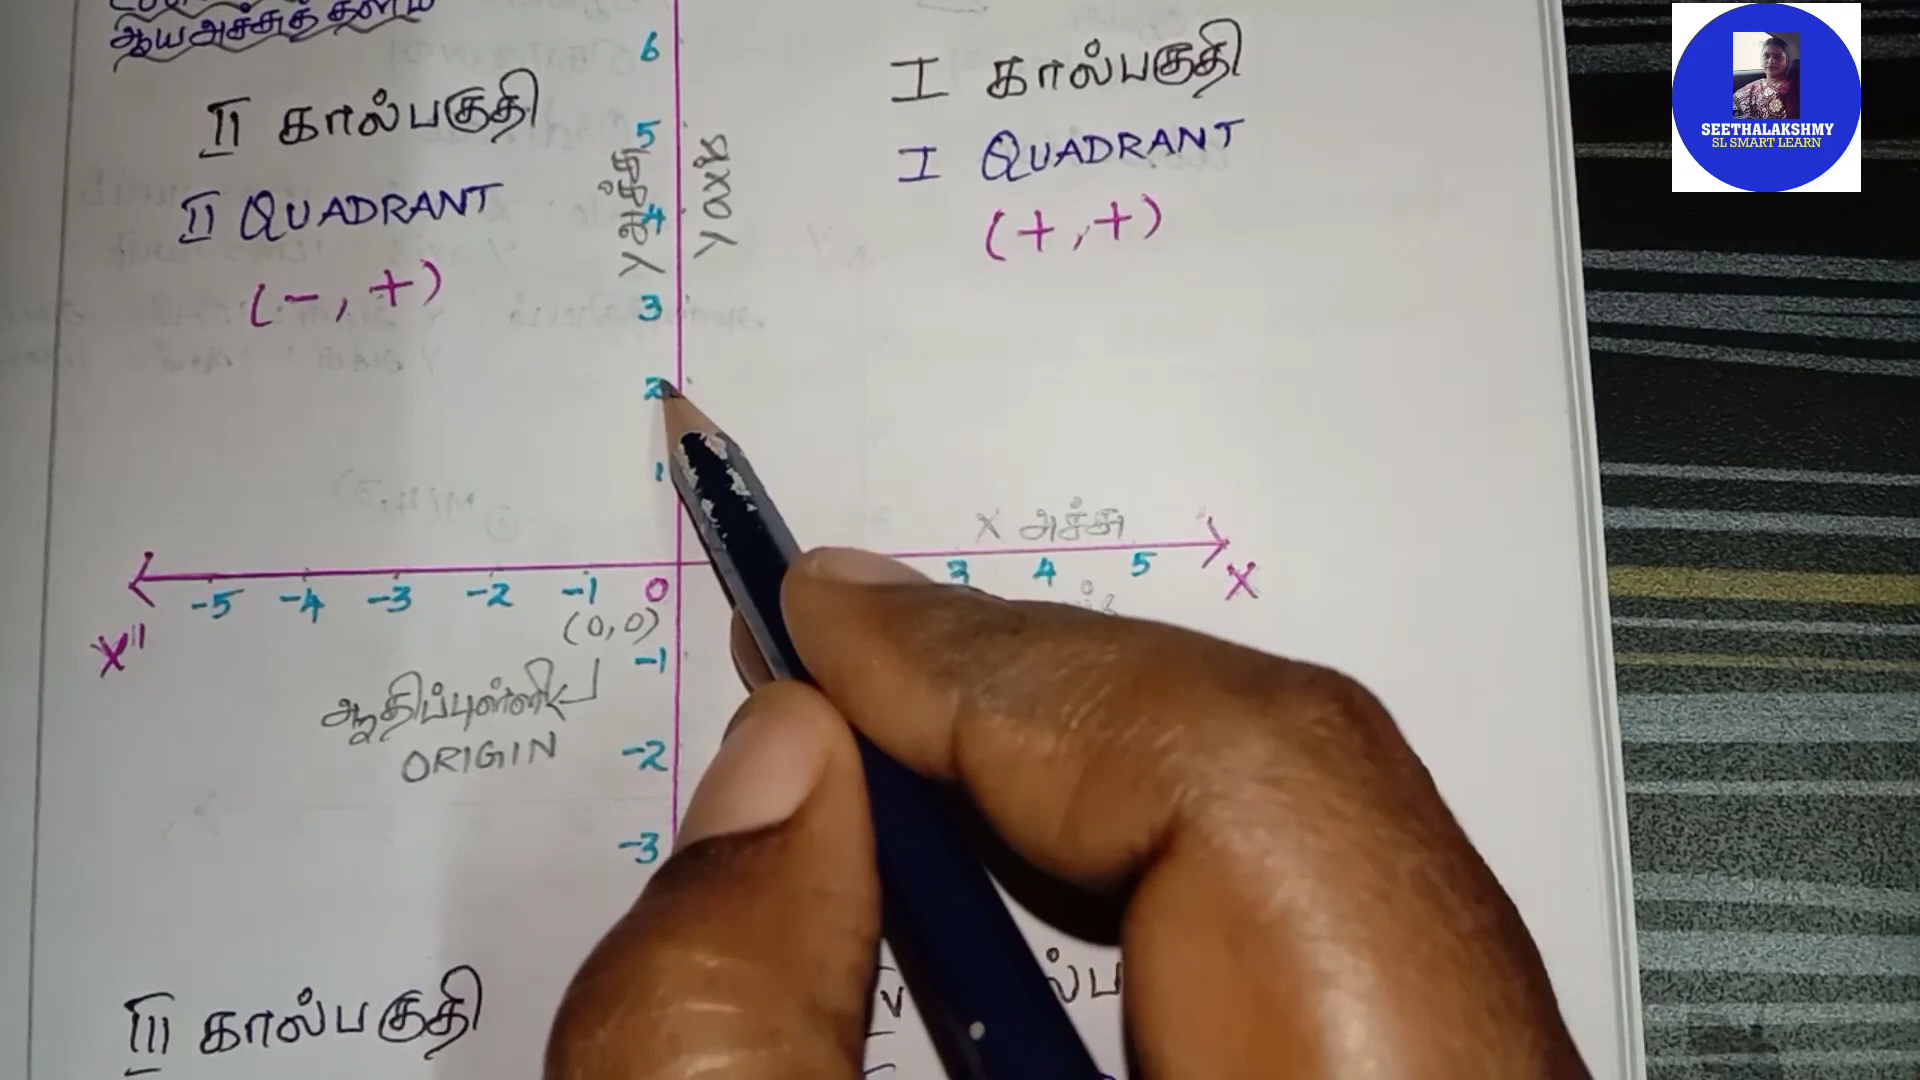 ஆய அச்சுத் தளம்
6
II கால்பகுதி
I கால்பகுதி
5
II QUADRANT
I QUADRANT
y அச்சு
y axis
4
(-, +)
(+, +)
3
2
1
X அச்சு
-5 -4 -3 -2 -1 0 3 4 5
X
X"
(0,0)
-1
ஆதிப்புள்ளி
ORIGIN
-2
-3
III கால்பகுதி
IV
SEETHALAKSHMY
SL SMART LEARN